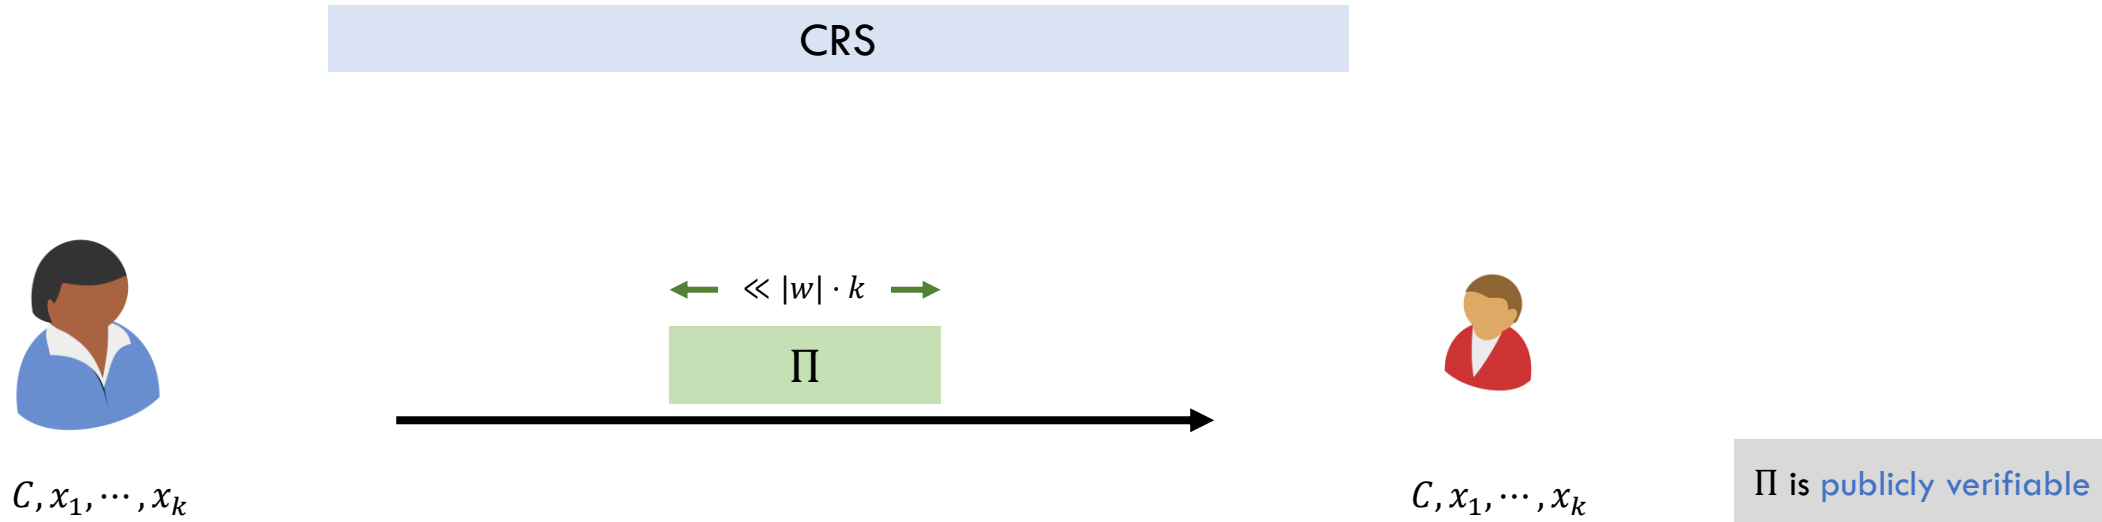 CRS
≪ |w| · k
Π
C, x₁, ⋯ , xₖ
C, x₁, ⋯ , xₖ
Π is publicly verifiable